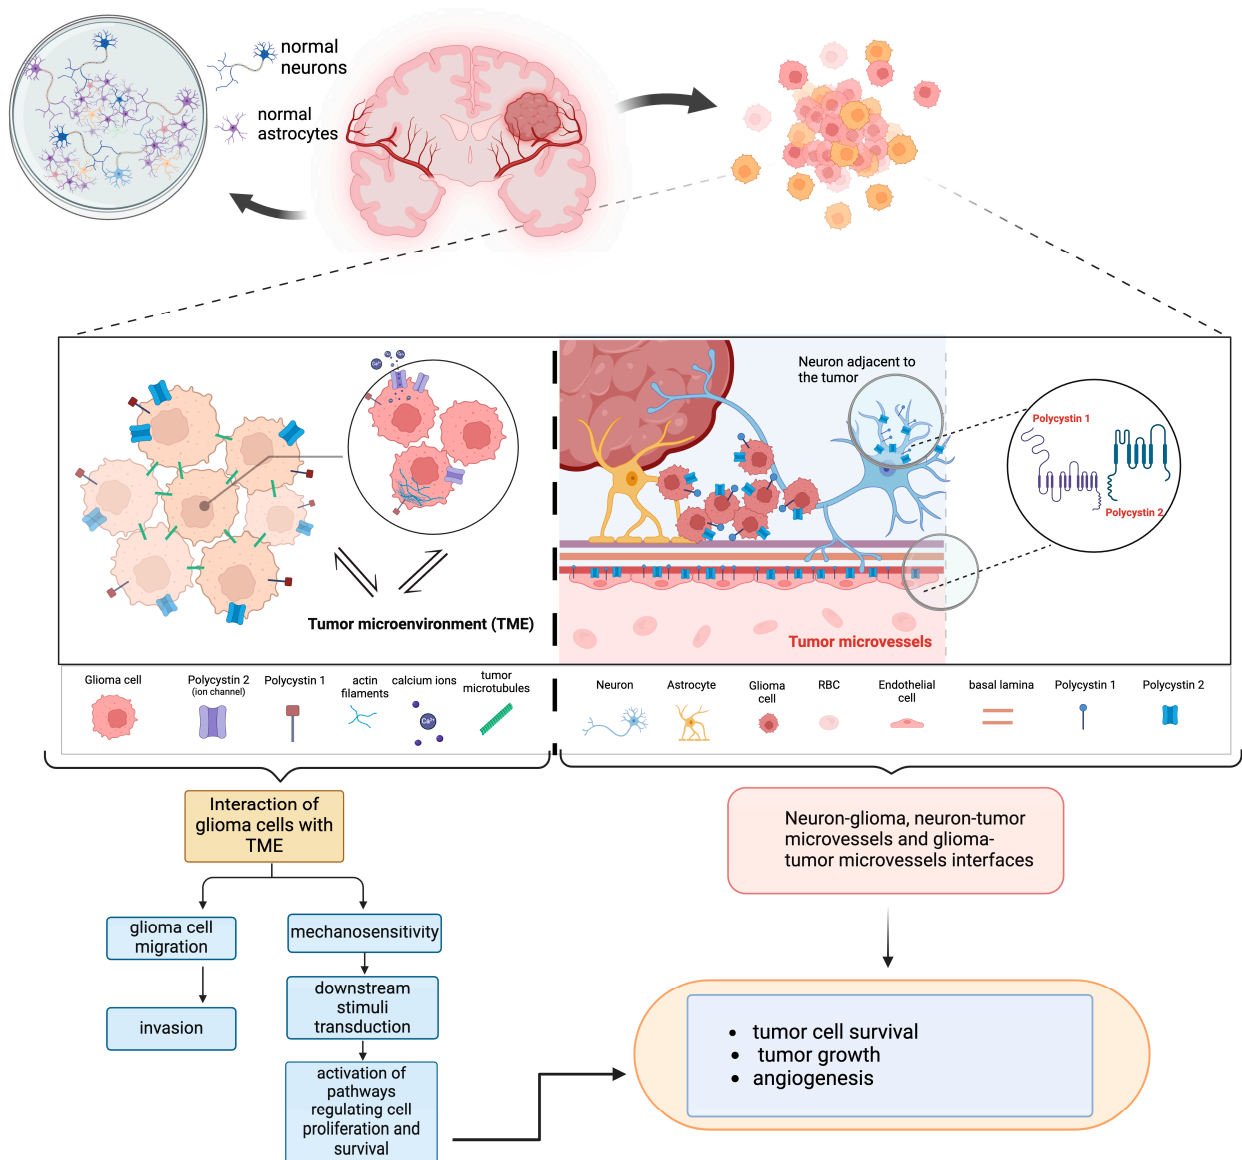 normal
neurons
normal
astrocytes
Neuron adjacent to
the tumor
Polycystin 1
Polycystin 2
Ca²⁺
Tumor microenvironment (TME)
Tumor microvessels
Glioma cell
Polycystin 2
(ion channel)
Polycystin 1
actin
filaments
calcium ions
Ca²⁺
tumor
microtubules
Neuron
Astrocyte
Glioma
cell
RBC
Endothelial
cell
basal lamina
Polycystin 1
Polycystin 2
Interaction of
glioma cells with
TME
glioma cell
migration
invasion
mechanosensitivity
downstream
stimuli
transduction
activation of
pathways
regulating cell
proliferation and
survival
Neuron-glioma, neuron-tumor
microvessels and glioma-
tumor microvessels interfaces
• tumor cell survival
• tumor growth
• angiogenesis